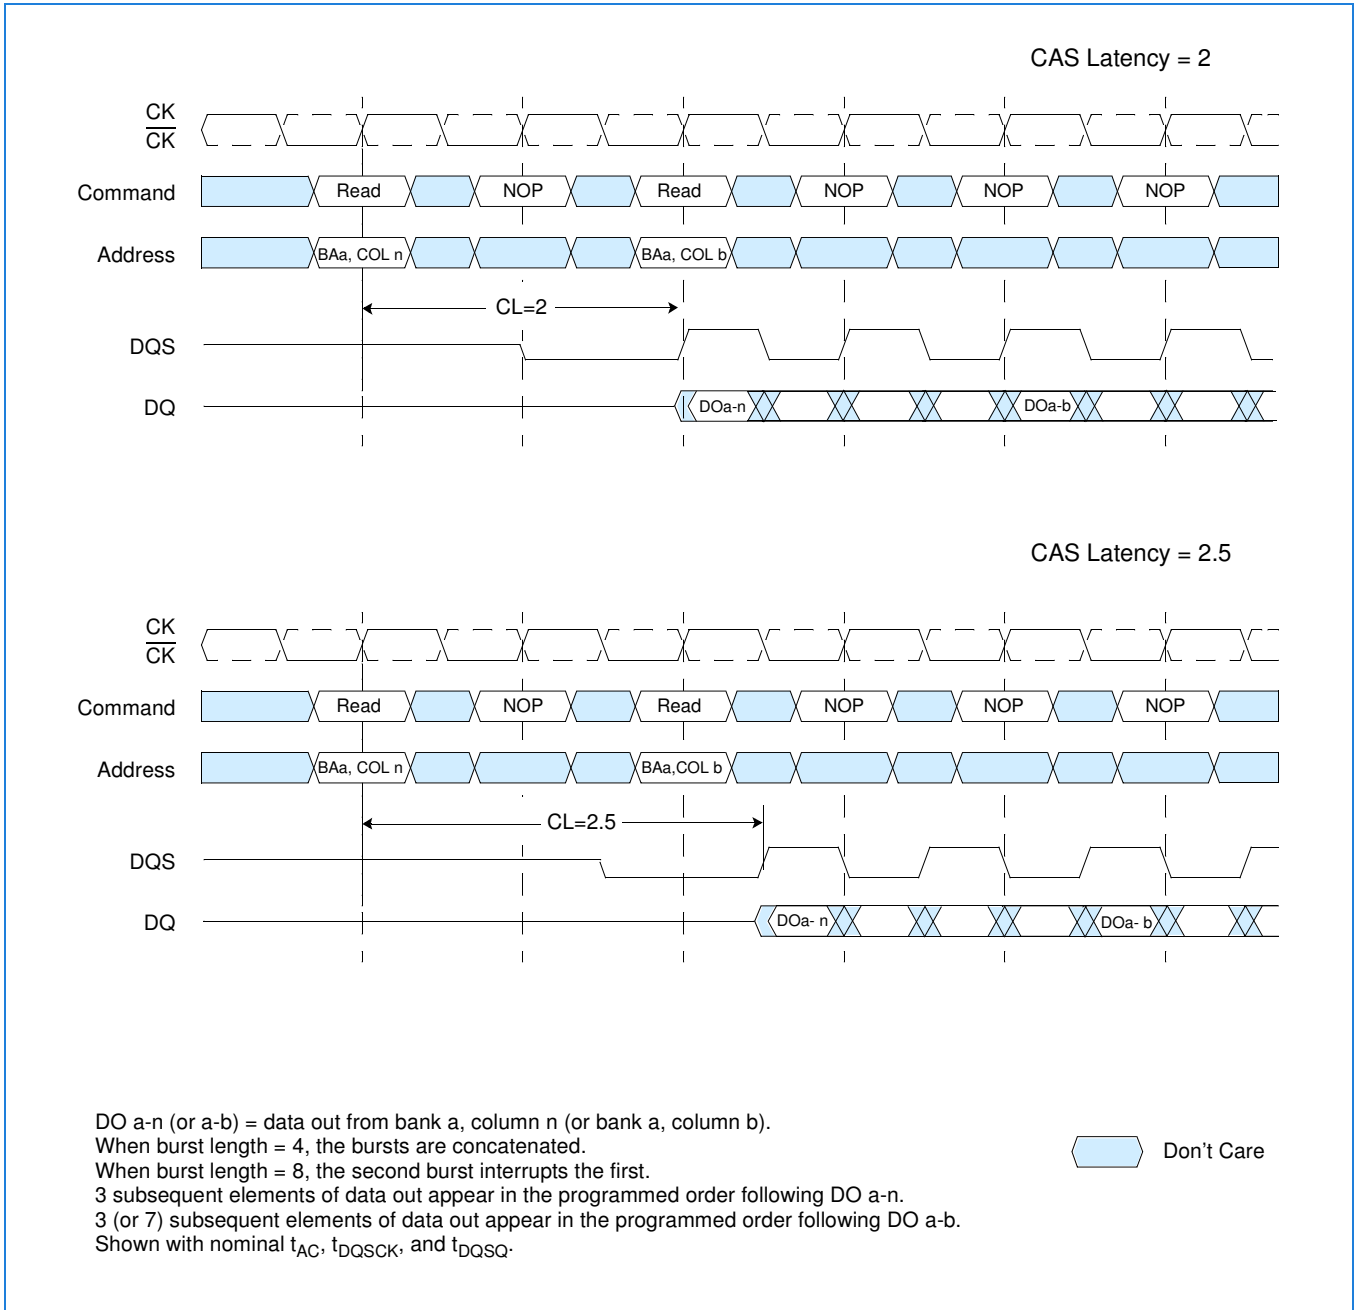 CAS Latency = 2
CK
CK
Command Read NOP Read NOP NOP NOP
Address BAa, COL n BAa, COL b
CL=2
DQS
DQ DOa-n DOa-b
CAS Latency = 2.5
CK
CK
Command Read NOP Read NOP NOP NOP
Address BAa, COL n BAa,COL b
CL=2.5
DQS
DQ DOa- n DOa- b
DO a-n (or a-b) = data out from bank a, column n (or bank a, column b).
When burst length = 4, the bursts are concatenated.
When burst length = 8, the second burst interrupts the first.
3 subsequent elements of data out appear in the programmed order following DO a-n.
3 (or 7) subsequent elements of data out appear in the programmed order following DO a-b.
Shown with nominal tAC, tDQSCK, and tDQSQ.
Don't Care